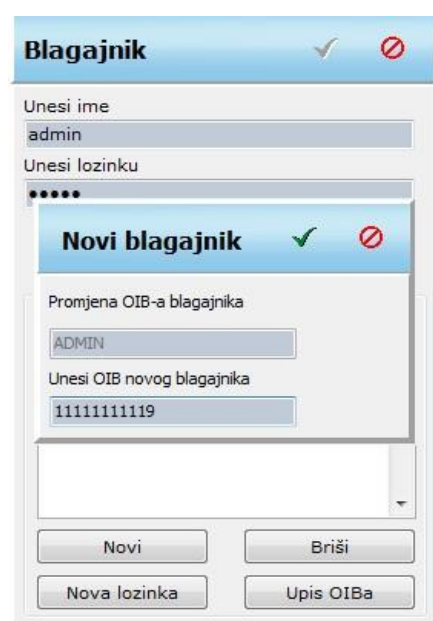 Blagajnik
Unesi ime
admin
Unesi lozinku
•••••
Novi blagajnik
Promjena OIB-a blagajnika
ADMIN
Unesi OIB novog blagajnika
11111111119
Novi
Briši
Nova lozinka
Upis OIBa